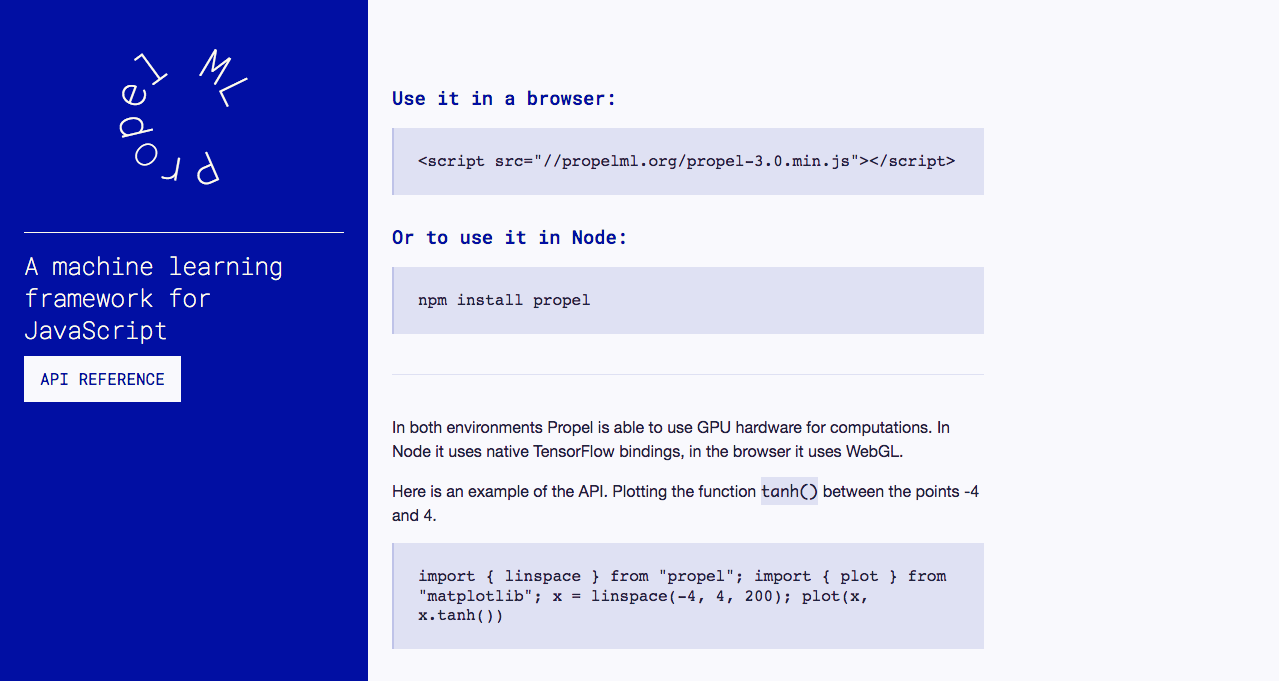 Propel ML
A machine learning
framework for
JavaScript
API REFERENCE
Use it in a browser:
<script src="//propelml.org/propel-3.0.min.js"></script>
Or to use it in Node:
npm install propel
In both environments Propel is able to use GPU hardware for computations. In
Node it uses native TensorFlow bindings, in the browser it uses WebGL.
Here is an example of the API. Plotting the function tanh() between the points -4
and 4.
import { linspace } from "propel"; import { plot } from
"matplotlib"; x = linspace(-4, 4, 200); plot(x,
x.tanh())